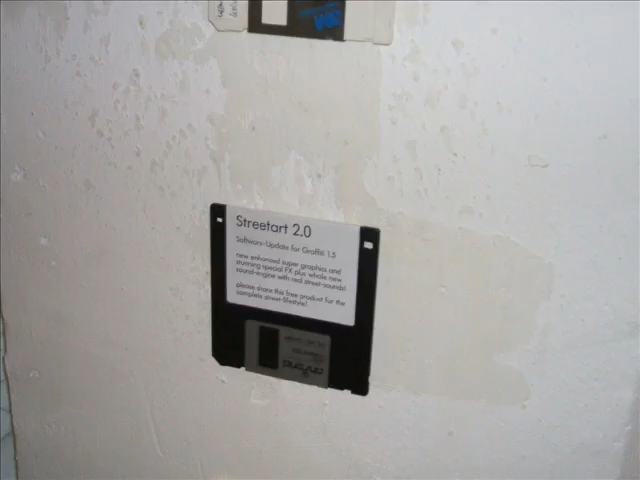 Streetart 2.0
Software-Update for Graffiti 1.5
new enhanced super graphics and
stunning special FX plus whole new
sound-engine with real street-sounds!
please share this free product for the
complete street-lifestyle!